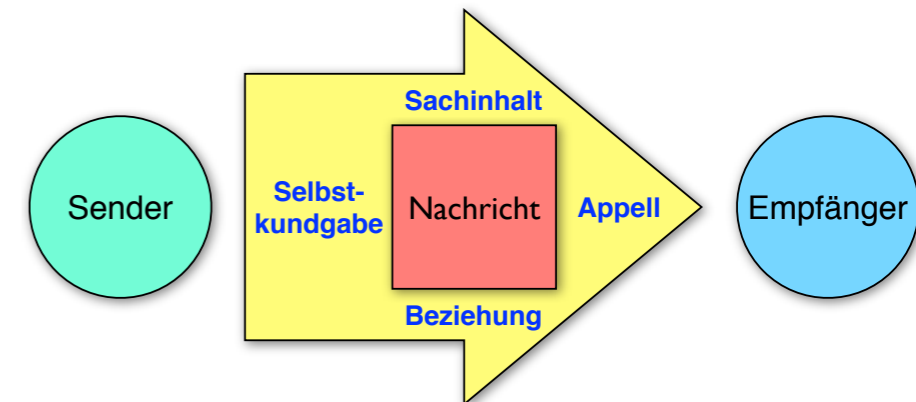 Sachinhalt
Sender
Selbst-
kundgabe
Nachricht
Appell
Empfänger
Beziehung